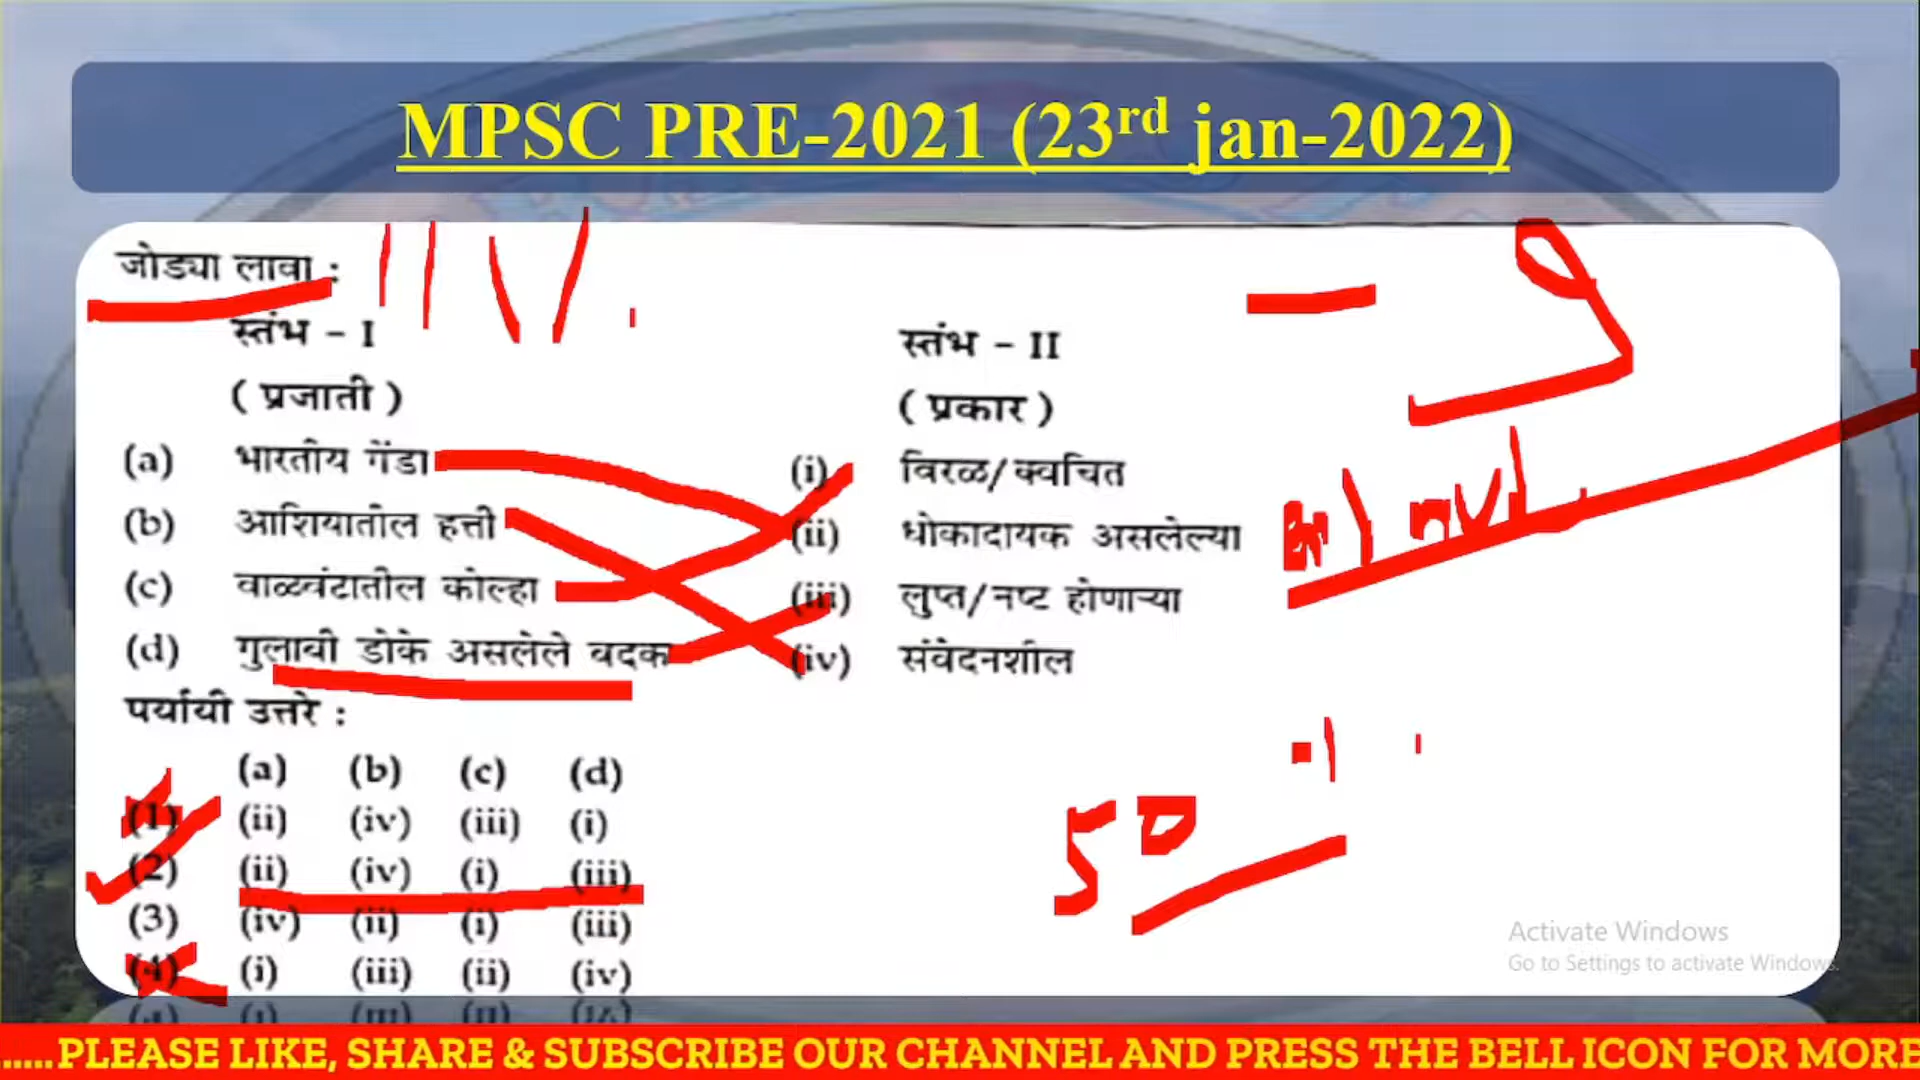 MPSC PRE-2021 (23rd jan-2022)
जोड्या लावा :
स्तंभ - I स्तंभ - II
( प्रजाती ) ( प्रकार )
(a) भारतीय गेंडा (i) विरळ/क्वचित
(b) आशियातील हत्ती (ii) धोकादायक असलेल्या
(c) वाळवंटातील कोल्हा (iii) लुप्त/नष्ट होणाऱ्या
(d) गुलाबी डोके असलेले बदक (iv) संवेदनशील
पर्यायी उत्तरे :
(a) (b) (c) (d)
(1) (ii) (iv) (iii) (i)
(2) (ii) (iv) (i) (iii)
(3) (iv) (ii) (i) (iii)
(4) (i) (iii) (ii) (iv)
50
Activate Windows
Go to Settings to activate Windows.
......PLEASE LIKE, SHARE & SUBSCRIBE OUR CHANNEL AND PRESS THE BELL ICON FOR MORE